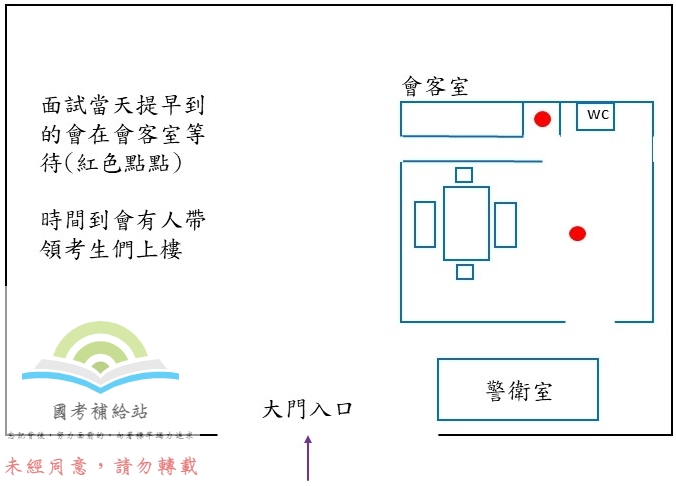 會客室
面試當天提早到
的會在會客室等
待(紅色點點)
時間到會有人帶
領考生們上樓
WC
警衛室
大門入口
國考補給站
未經同意，請勿轉載